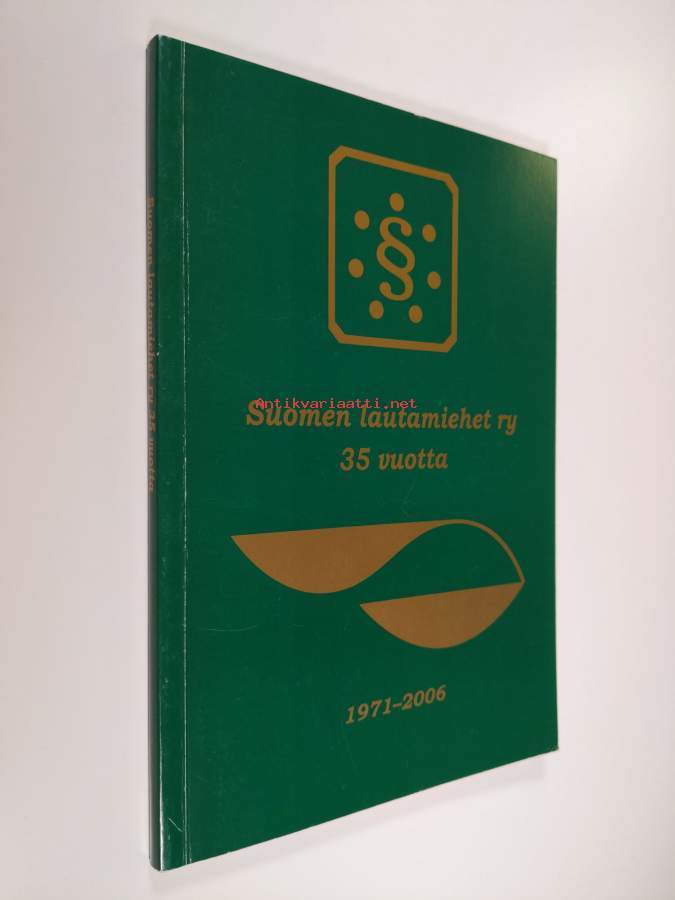 §
Antikvariaatti.net
Suomen lautamiehet ry
35 vuotta
1971–2006
Suomen lautamiehet ry 35 vuotta